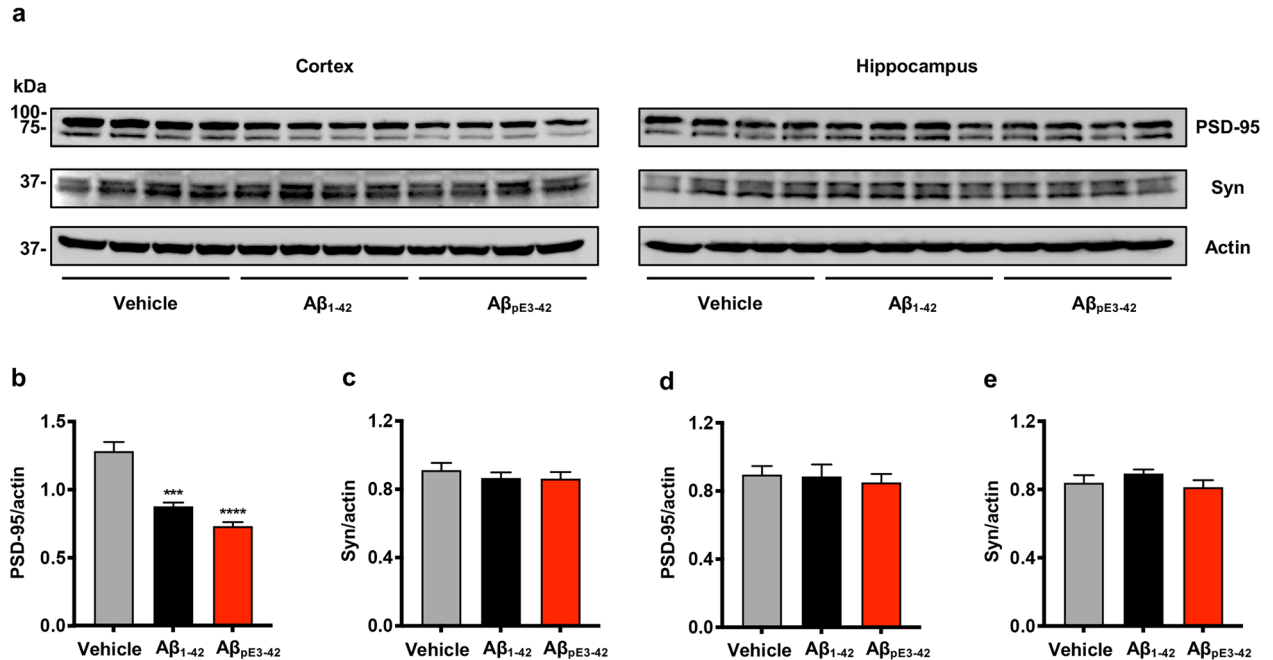 a
Cortex
Hippocampus
kDa
100-
75-
PSD-95
37-
Syn
37-
Actin
Vehicle
Aβ1-42
AβpE3-42
Vehicle
Aβ1-42
AβpE3-42
b
PSD-95/actin
1.5
1.0
0.5
0.0
***
****
Vehicle
Aβ1-42
AβpE3-42
c
Syn/actin
1.2
0.8
0.4
0.0
Vehicle
Aβ1-42
AβpE3-42
d
PSD-95/actin
1.2
0.8
0.4
0.0
Vehicle
Aβ1-42
AβpE3-42
e
Syn/actin
1.2
0.8
0.4
0.0
Vehicle
Aβ1-42
AβpE3-42